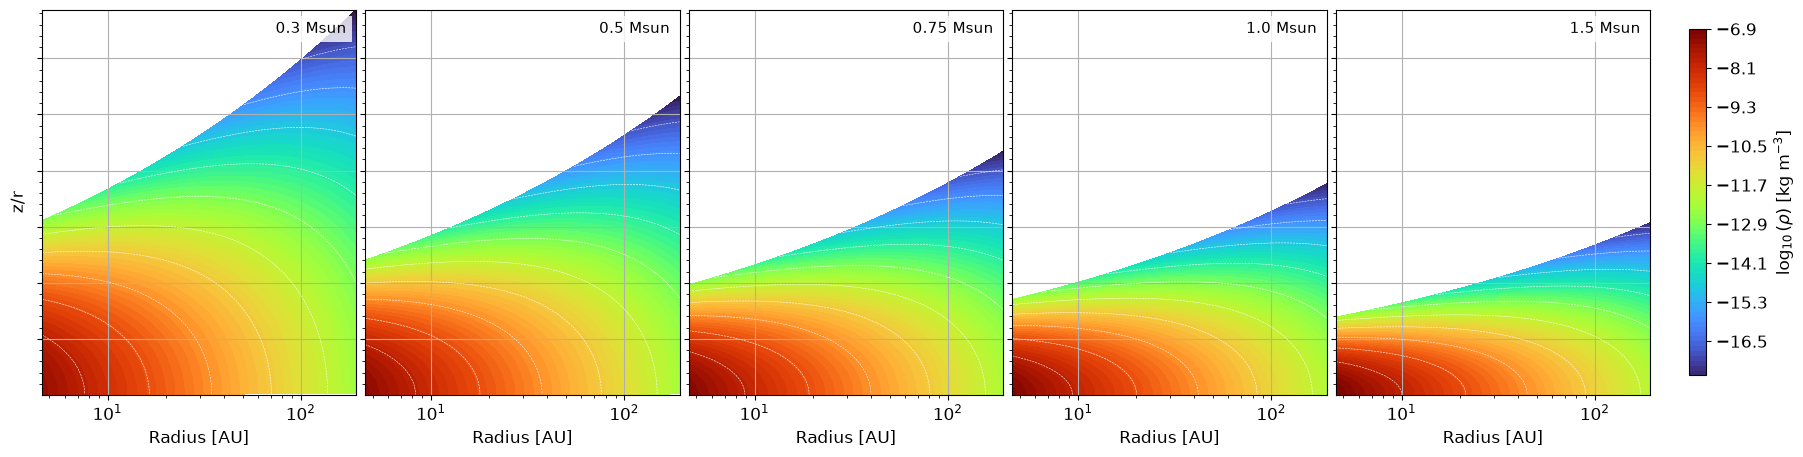 0.3 Msun
0.5 Msun
0.75 Msun
1.0 Msun
1.5 Msun
z/r
10¹ 10²
10¹ 10²
10¹ 10²
10¹ 10²
10¹ 10²
Radius [AU]
Radius [AU]
Radius [AU]
Radius [AU]
Radius [AU]
−6.9
−8.1
−9.3
−10.5
−11.7
−12.9
−14.1
−15.3
−16.5
log₁₀ (ρ) [kg m⁻³]